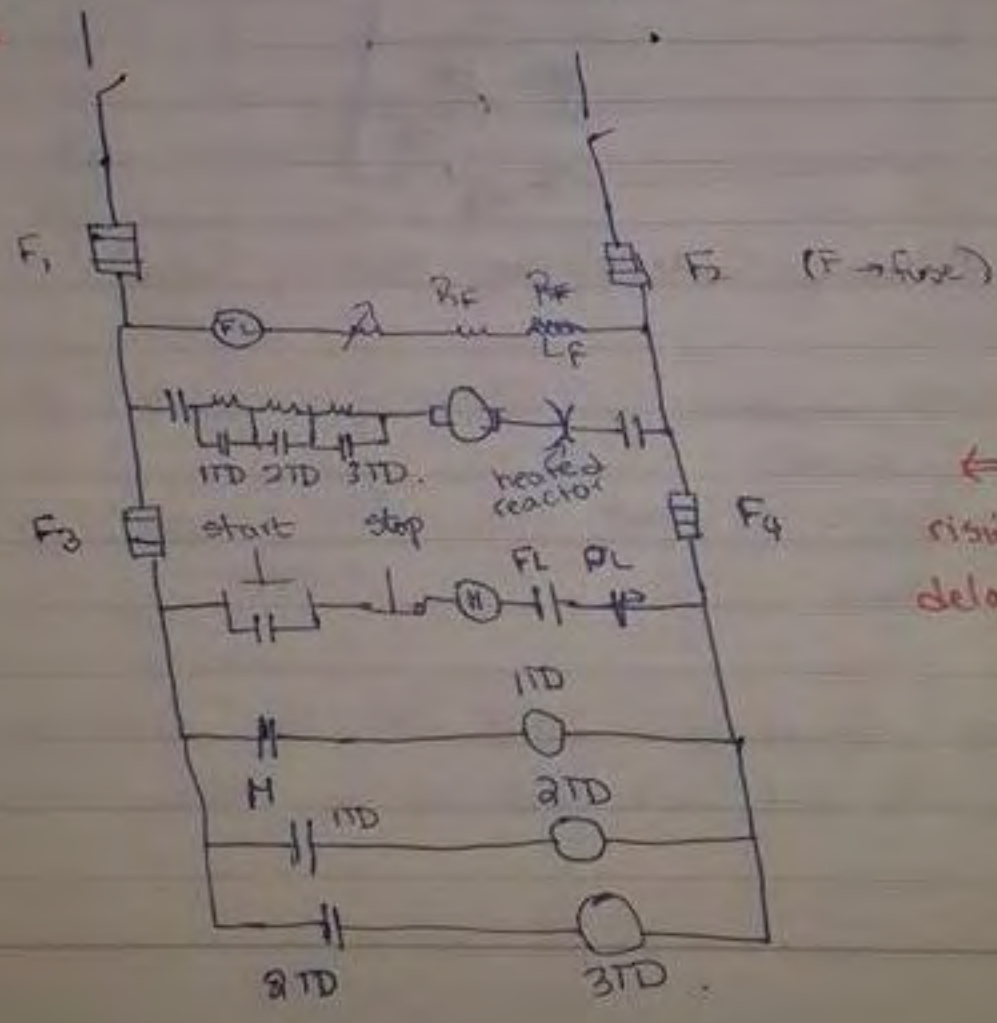 F1
F2 (F → fuse)
RF RF
FL
LF
1TD 2TD 3TD.
heated
reactor
F3
start stop
F4
FL OL
M
1TD
M
2TD
1TD
2TD
3TD.